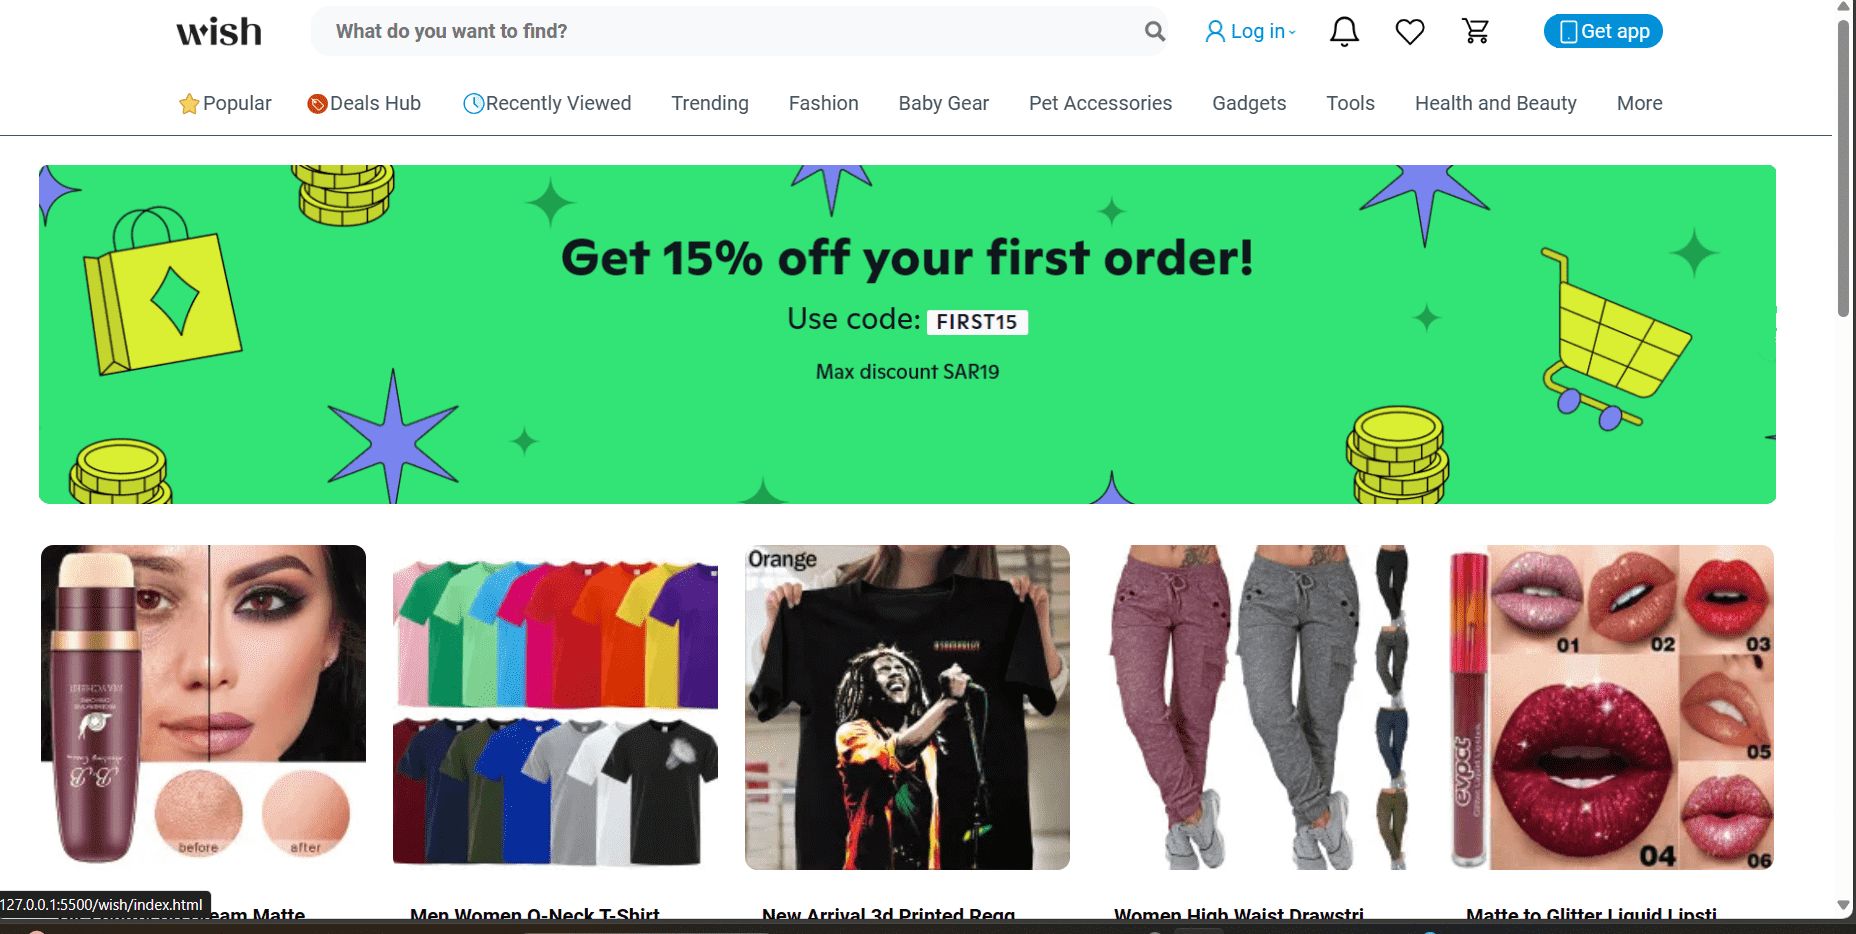 wish
What do you want to find?
Log in
Get app
Popular
Deals Hub
Recently Viewed
Trending
Fashion
Baby Gear
Pet Accessories
Gadgets
Tools
Health and Beauty
More
Get 15% off your first order!
Use code: FIRST15
Max discount SAR19
before
after
Orange
01
02
03
04
05
06
evpct
127.0.0.1:5500/wish/index.html
Cream Matte
Men Women O-Neck T-Shirt
New Arrival 3d Printed Regg
Women High Waist Drawstri
Matte to Glitter Liquid Lipsti